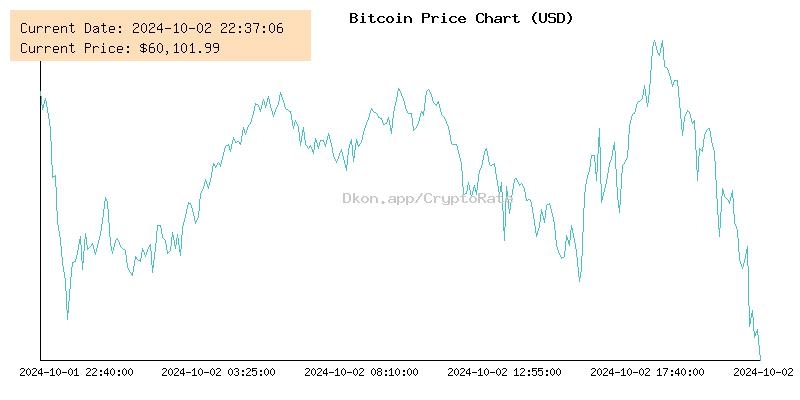 Bitcoin Price Chart (USD)
Current Date: 2024-10-02 22:37:06
Current Price: $60,101.99
Dkon.app/CryptoRate
2024-10-01 22:40:00
2024-10-02 03:25:00
2024-10-02 08:10:00
2024-10-02 12:55:00
2024-10-02 17:40:00
2024-10-02